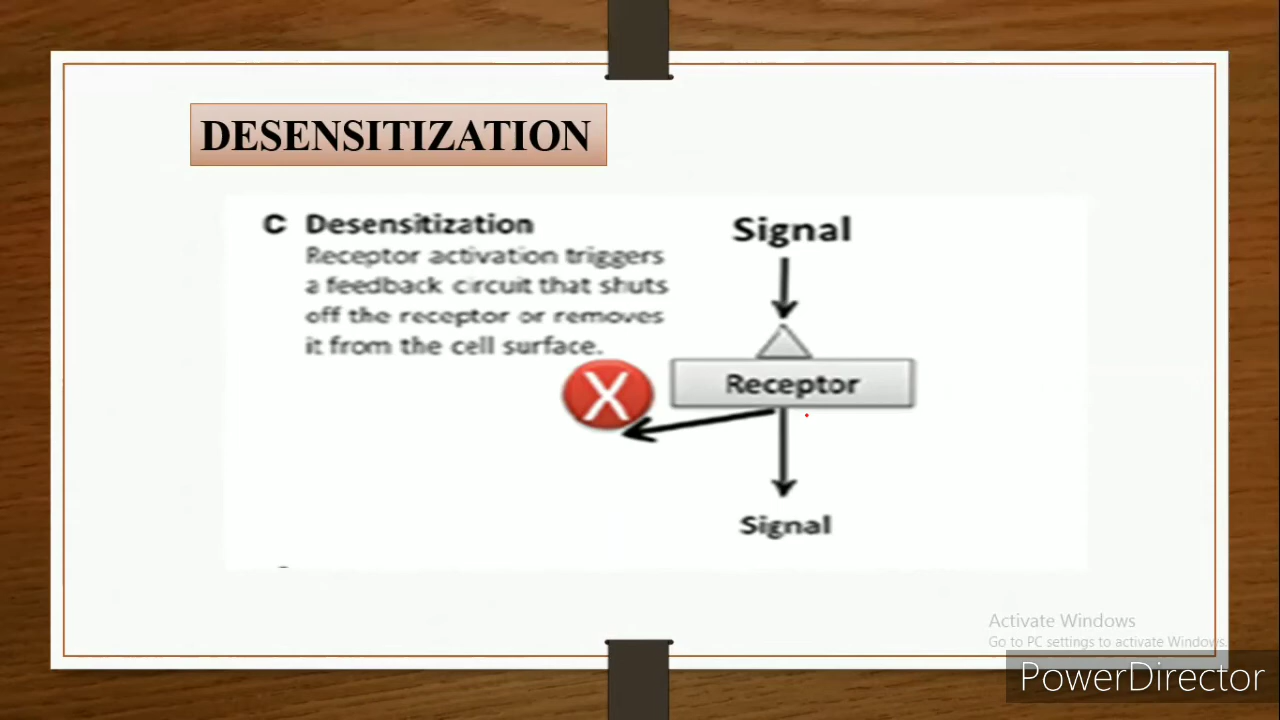 DESENSITIZATION
C Desensitization
Receptor activation triggers
a feedback circuit that shuts
off the receptor or removes
it from the cell surface.
Signal
X
Receptor
Signal
Activate Windows
Go to PC settings to activate Windows.
PowerDirector